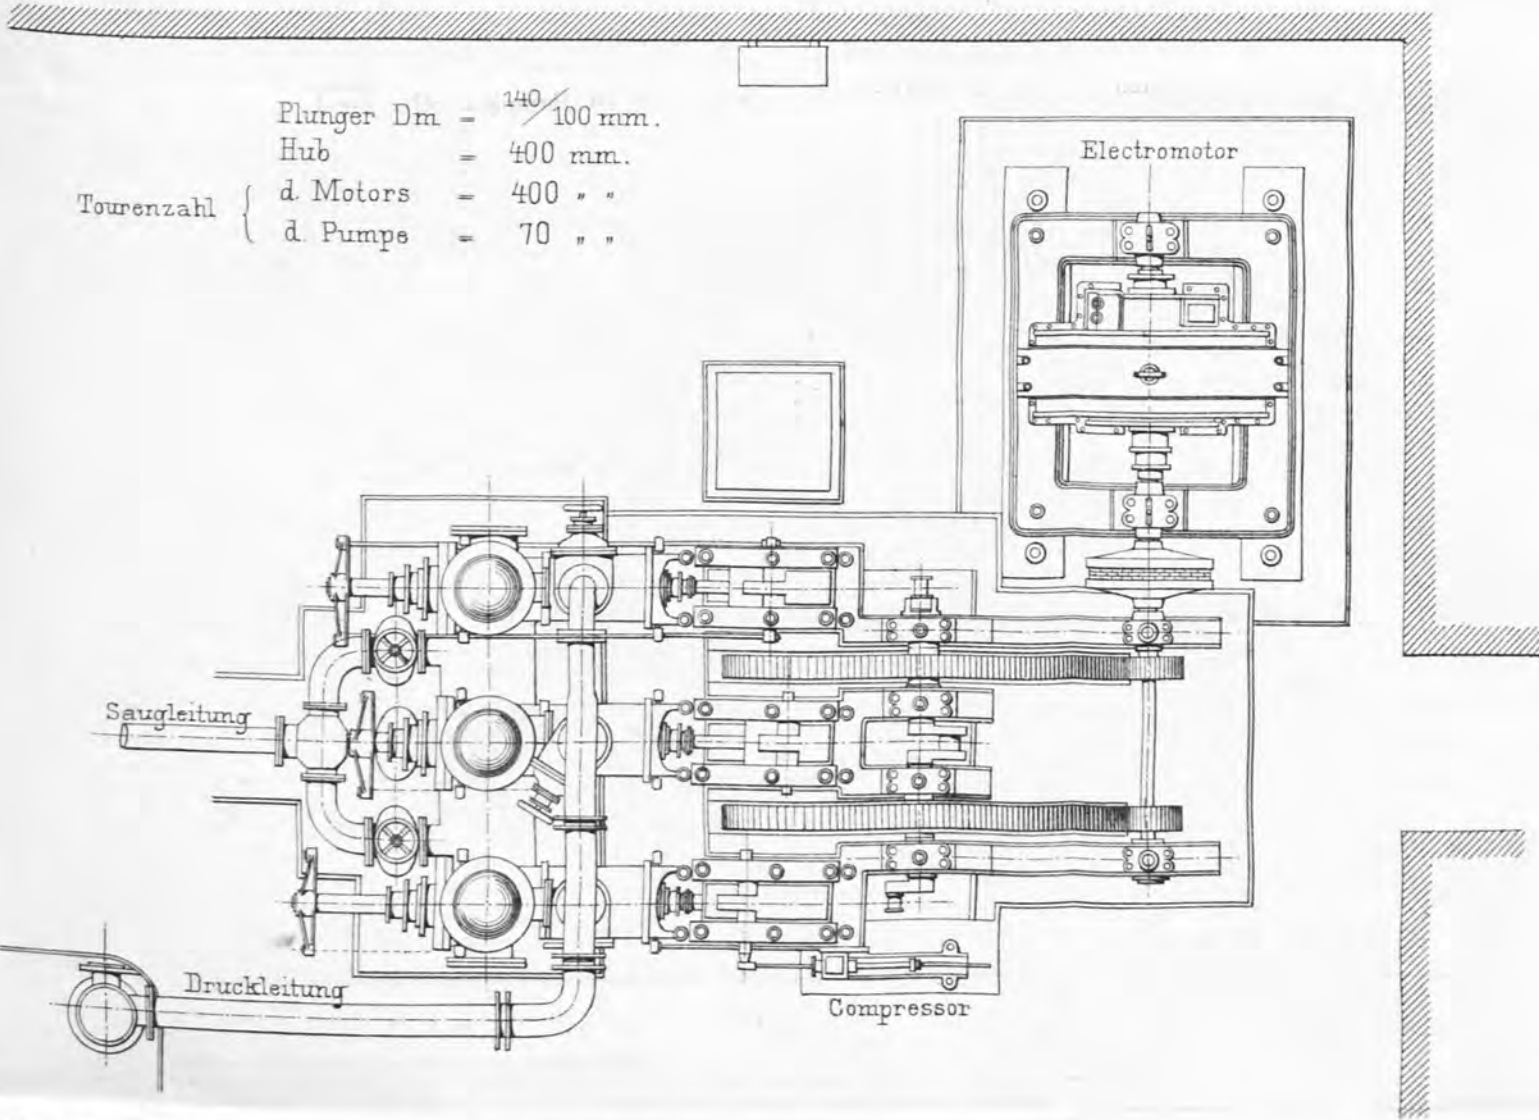 Plunger Dm = 140/100 mm.
Hub = 400 mm.
Tourenzahl { d. Motors = 400 " "
d. Pumpe = 70 " "
Electromotor
Saugleitung
Druckleitung
Compressor